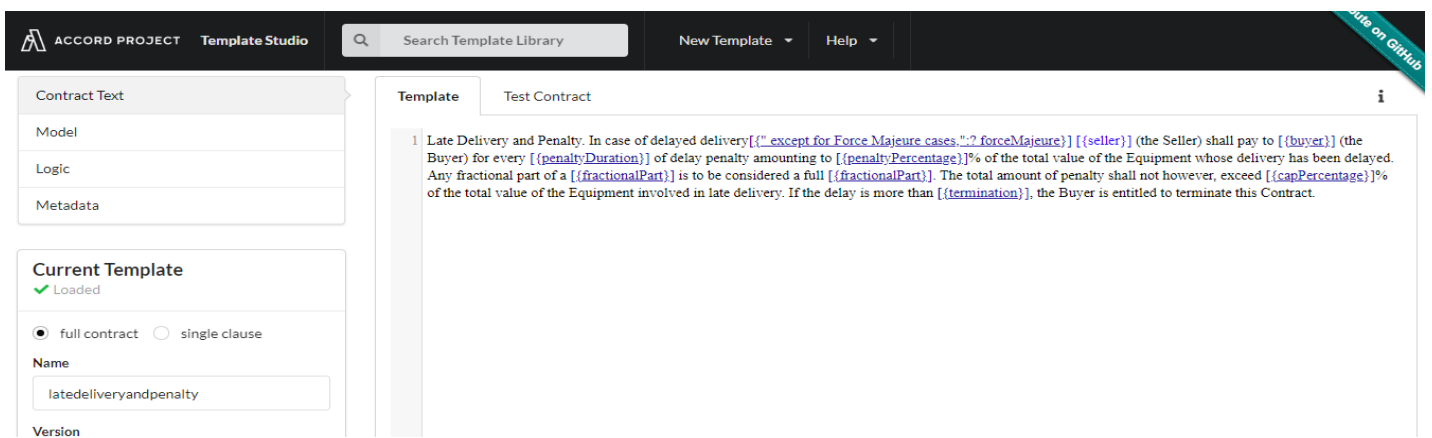 ACCORD PROJECT Template Studio Search Template Library New Template Help
on GitHub
Contract Text
Model
Logic
Metadata
Current Template
Loaded
full contract single clause
Name
latedeliveryandpenalty
Version
Template Test Contract i
1 Late Delivery and Penalty. In case of delayed delivery[{" except for Force Majeure cases,":? forceMajeure}] [{seller}] (the Seller) shall pay to [{buyer}] (the
Buyer) for every [{penaltyDuration}] of delay penalty amounting to [{penaltyPercentage}]% of the total value of the Equipment whose delivery has been delayed.
Any fractional part of a [{fractionalPart}] is to be considered a full [{fractionalPart}]. The total amount of penalty shall not however, exceed [{capPercentage}]%
of the total value of the Equipment involved in late delivery. If the delay is more than [{termination}], the Buyer is entitled to terminate this Contract.